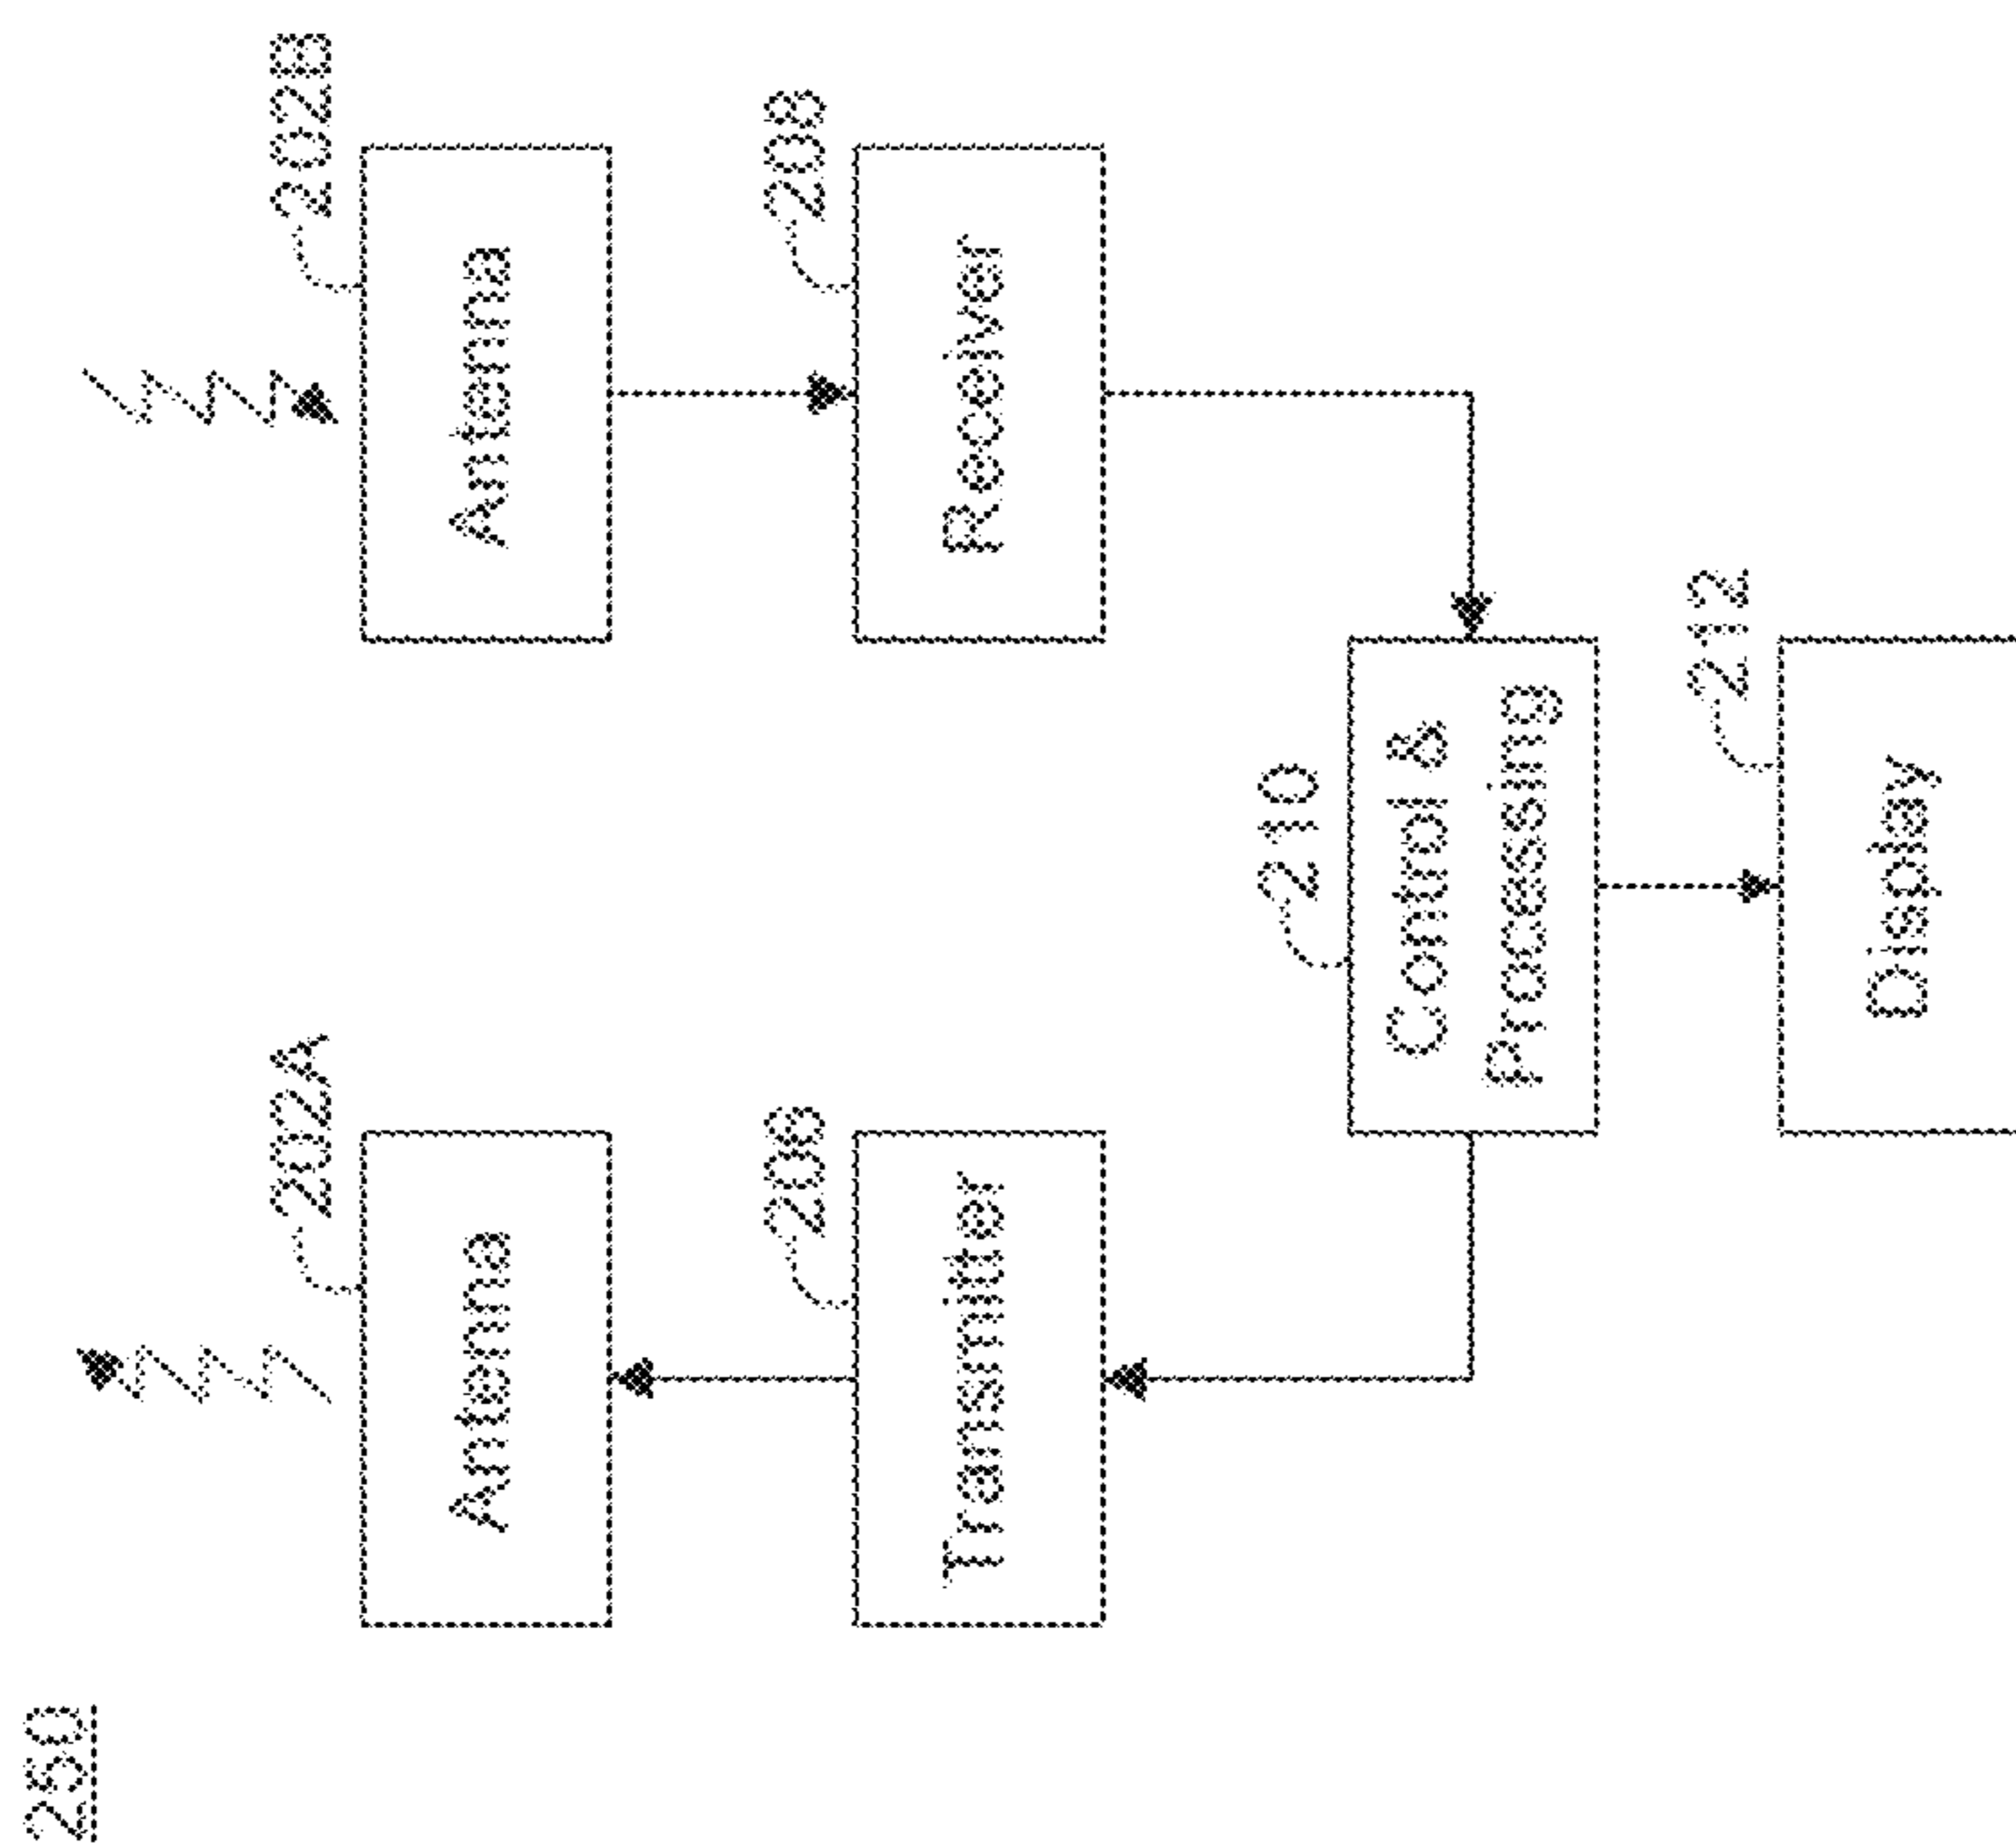 250
202A
202B
Antenna
Antenna
206
208
Transmitter
Receiver
210
Control &
Processing
212
Display